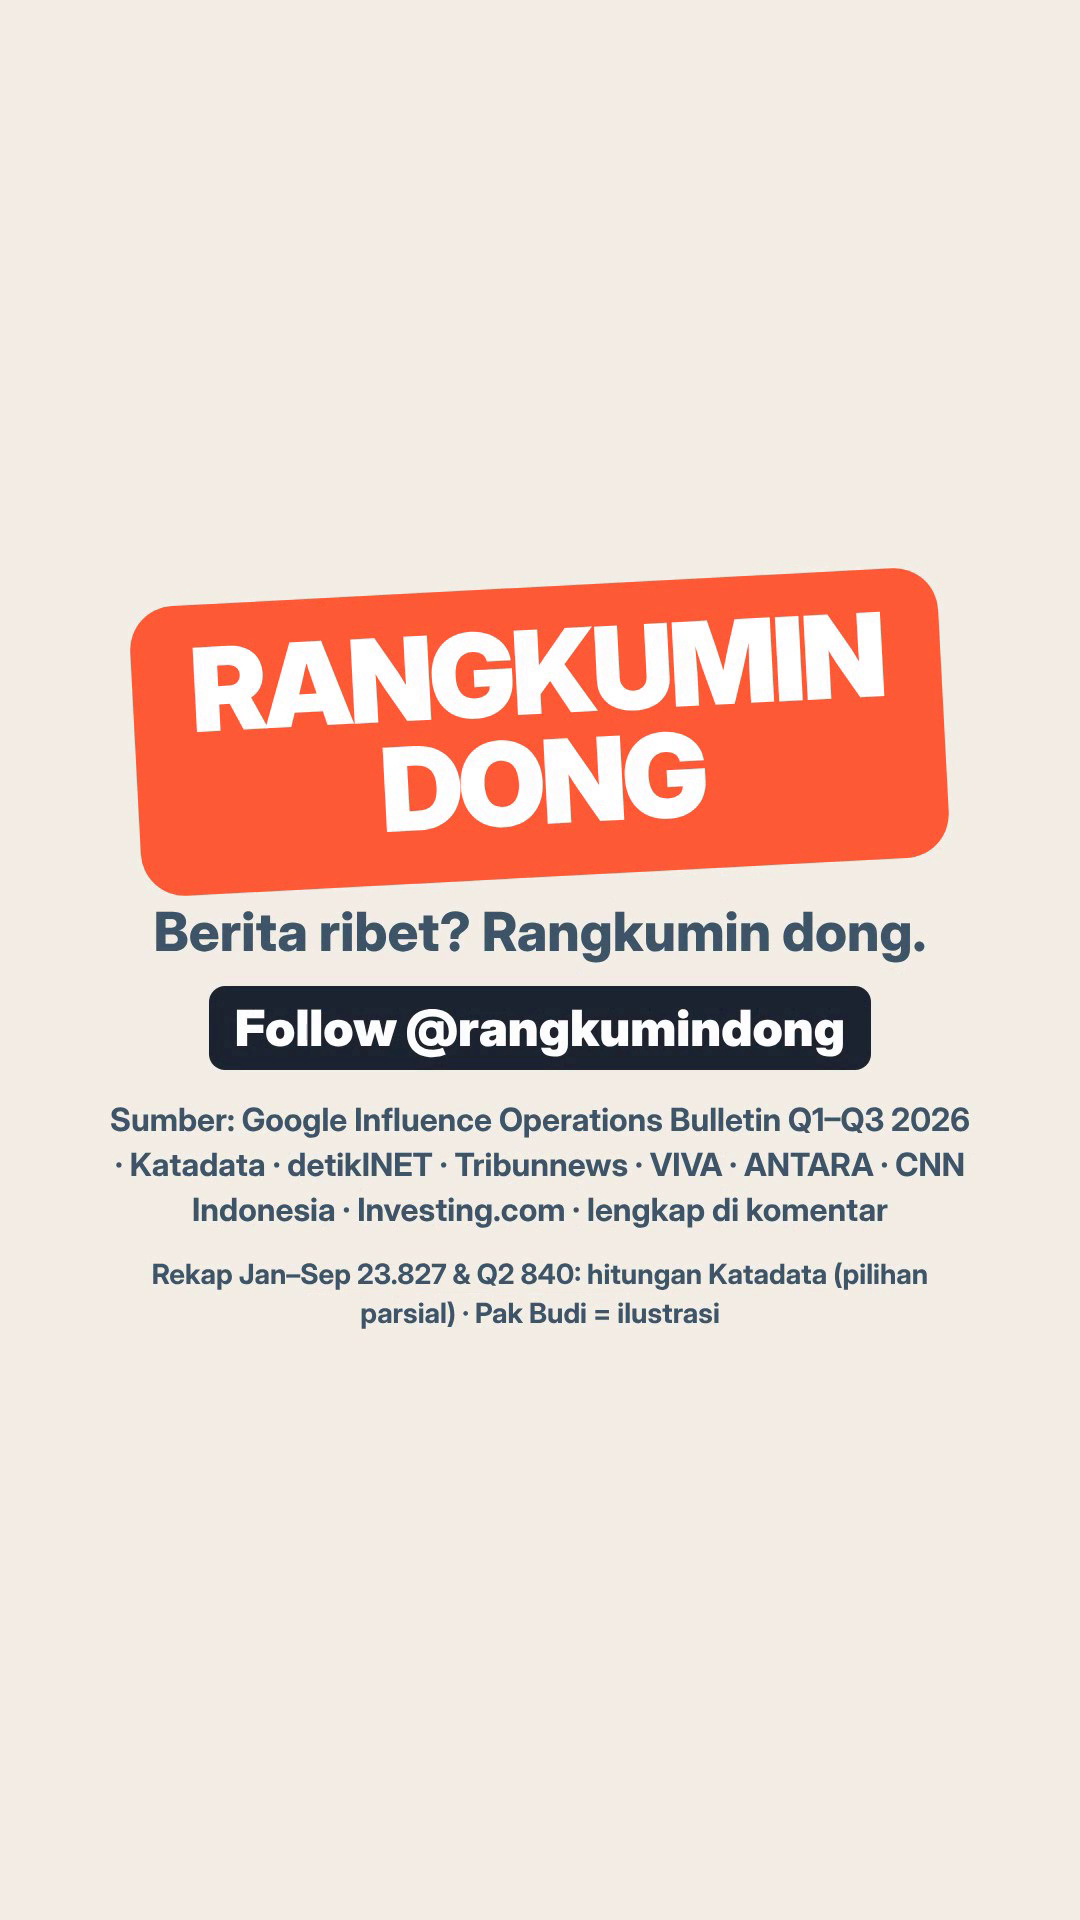 RANGKUMIN
DONG
Berita ribet? Rangkumin dong.
Follow @rangkumindong
Sumber: Google Influence Operations Bulletin Q1–Q3 2026
· Katadata · detikINET · Tribunnews · VIVA · ANTARA · CNN
Indonesia · Investing.com · lengkap di komentar
Rekap Jan–Sep 23.827 & Q2 840: hitungan Katadata (pilihan
parsial) · Pak Budi = ilustrasi